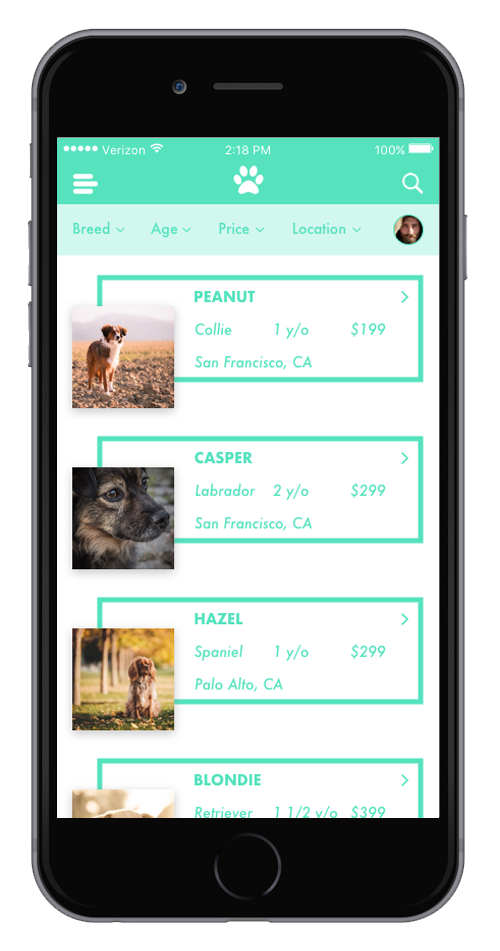 Verizon 2:18 PM 100%
Breed Age Price Location
PEANUT
Collie 1 y/o $199
San Francisco, CA
CASPER
Labrador 2 y/o $299
San Francisco, CA
HAZEL
Spaniel 1 y/o $299
Palo Alto, CA
BLONDIE
Retriever 1 1/2 y/o $399